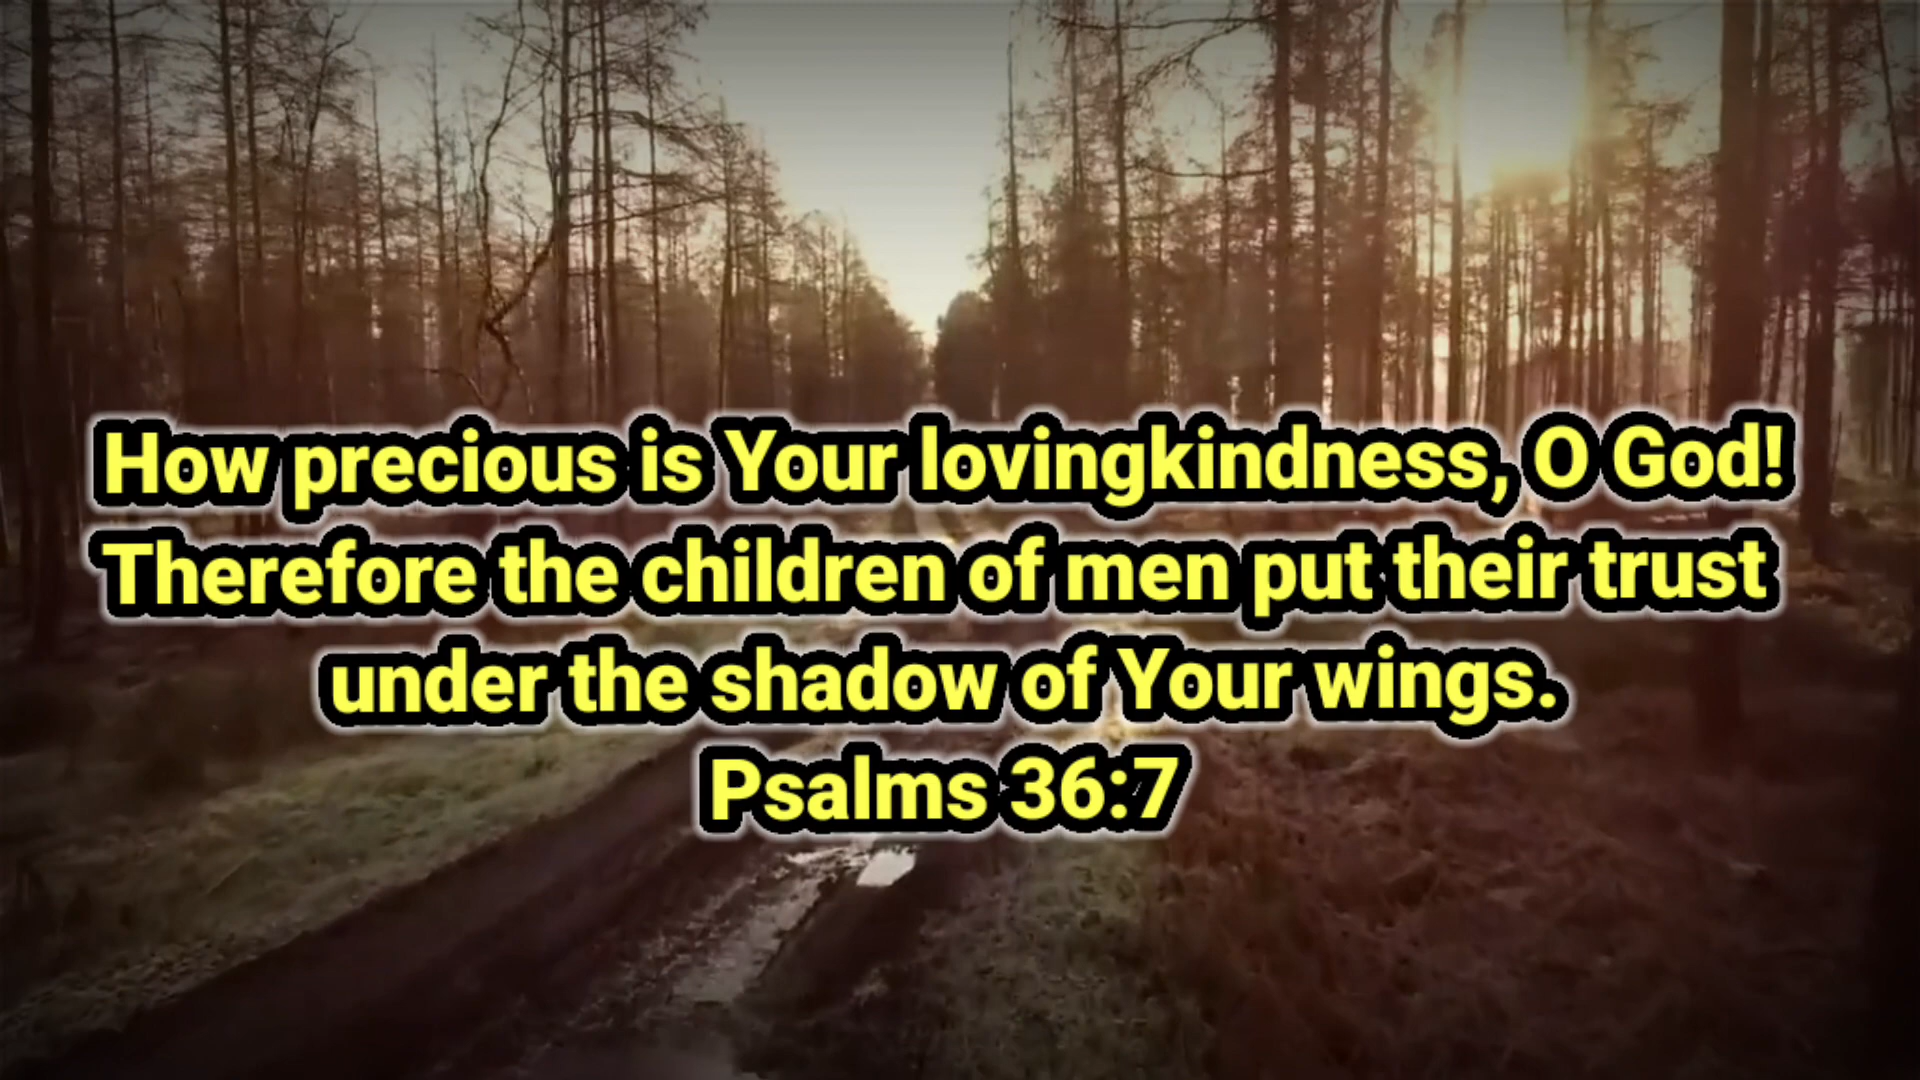 How precious is Your lovingkindness, O God!
Therefore the children of men put their trust
under the shadow of Your wings.
Psalms 36:7